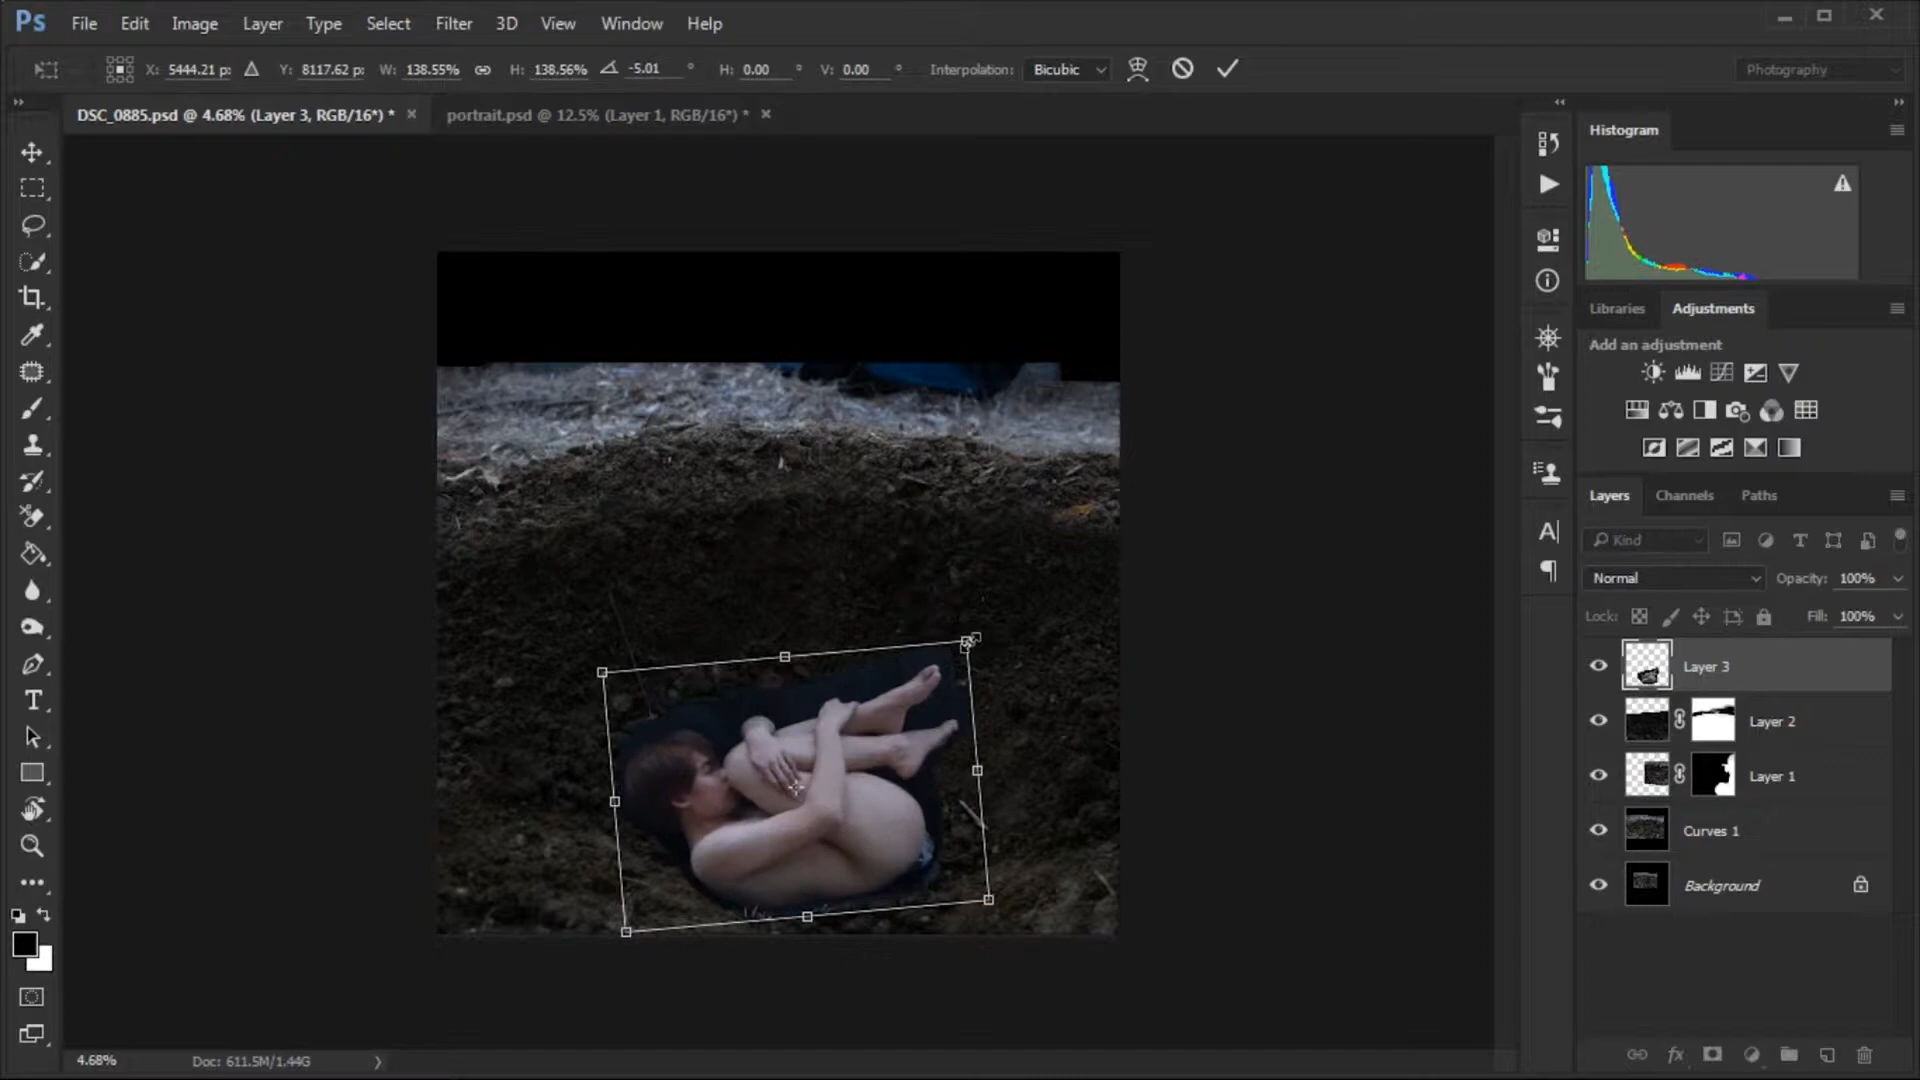 Ps File Edit Image Layer Type Select Filter 3D View Window Help
X: 5444.21 p: Y: 8117.62 p: W: 138.55% H: 138.56% -5.01 ° H: 0.00 ° V: 0.00 ° Interpolation: Bicubic Photography
DSC_0885.psd @ 4.68% (Layer 3, RGB/16*) * × portrait.psd @ 12.5% (Layer 1, RGB/16*) * ×
Histogram
Libraries Adjustments
Add an adjustment
Layers Channels Paths
Kind
Normal Opacity: 100%
Lock: Fill: 100%
Layer 3
Layer 2
Layer 1
Curves 1
Background
4.68% Doc: 611.5M/1.44G